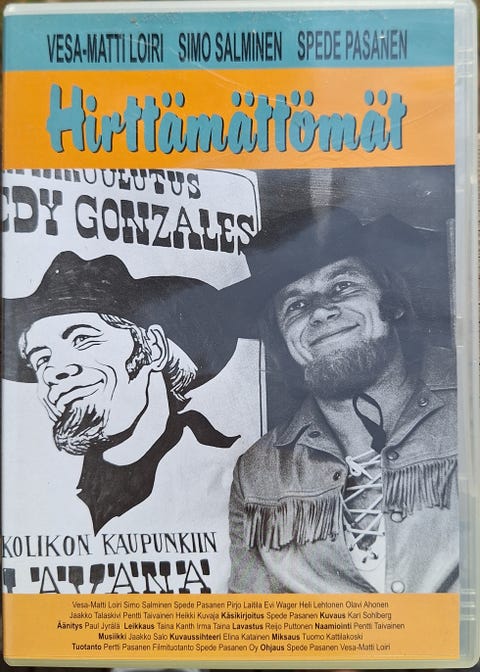 VESA-MATTI LOIRI SIMO SALMINEN SPEDE PASANEN
Hirttämättömät
EDY GONZALES
KOLIKON KAUPUNKIIN
LAVANA
Vesa-Matti Loiri Simo Salminen Spede Pasanen Pirjo Laitila Evi Wager Heli Lehtonen Olavi Ahonen
Jaakko Talaskivi Pentti Taivainen Heikki Kuvaja Käsikirjoitus Spede Pasanen Kuvaus Kari Sohlberg
Äänitys Paul Jyrälä Leikkaus Taina Kanth Irma Taina Lavastus Reijo Puttonen Naamiointi Pentti Taivainen
Musiikki Jaakko Salo Kuvaussihteeri Elina Katainen Miksaus Tuomo Kattilakoski
Tuotanto Pertti Pasanen Filmituotanto Spede Pasanen Oy Ohjaus Spede Pasanen Vesa-Matti Loiri